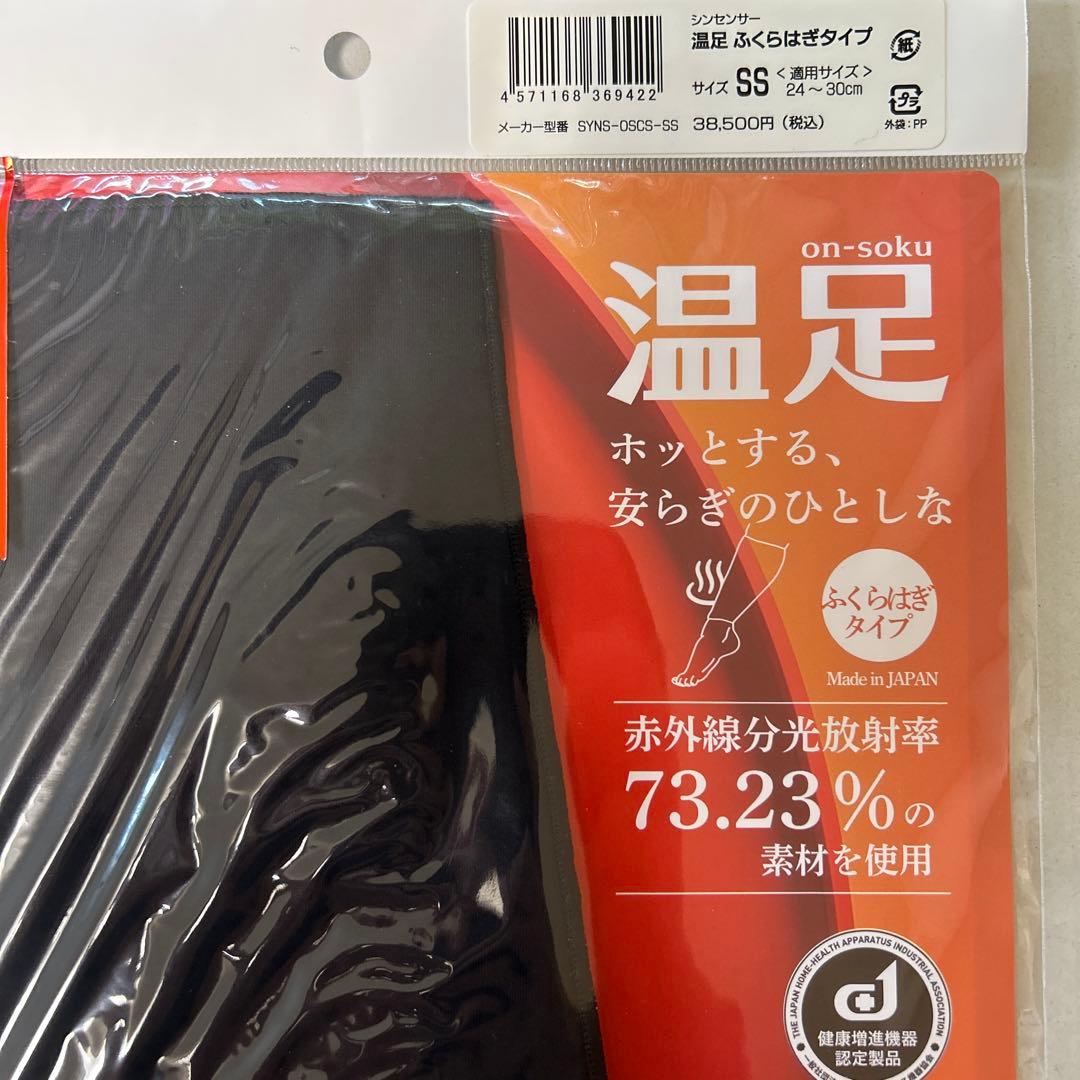 シンセンサー
温足 ふくらはぎタイプ
サイズ SS <適用サイズ>
24～30cm
4 571168 369422
メーカー型番 SYNS-OSCS-SS 38,500円（税込）
紙
プラ
外袋：PP
on-soku
温足
ホッとする、
安らぎのひとしな
ふくらはぎ
タイプ
Made in JAPAN
赤外線分光放射率
73.23%の
素材を使用
THE JAPAN HOME-HEALTH APPARATUS INDUSTRIAL ASSOCIATION
健康増進機器
認定製品